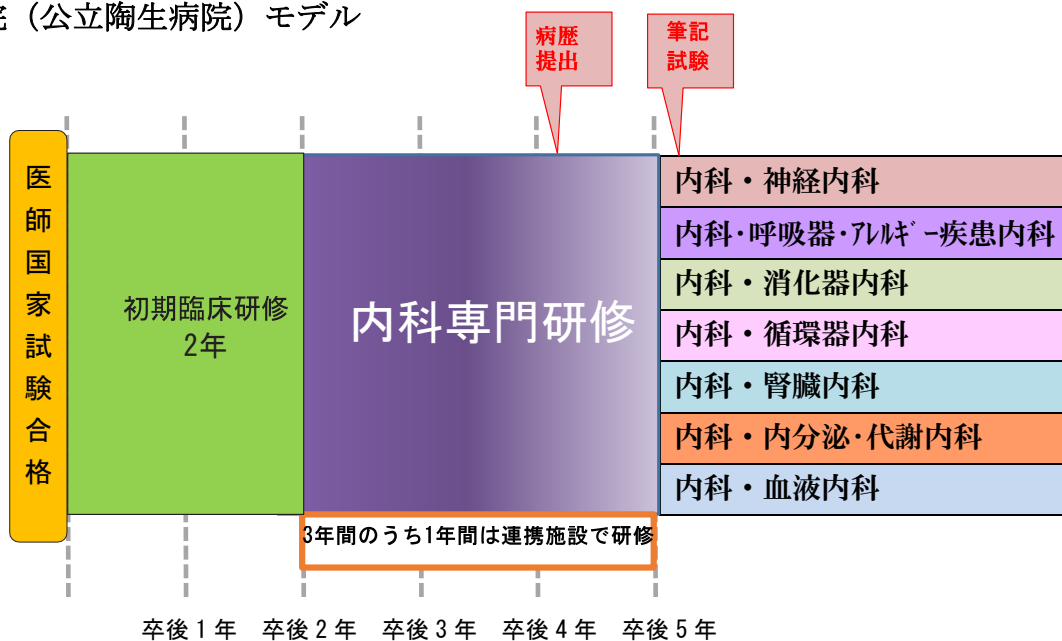 院（公立陶生病院）モデル
病歴
提出
筆記
試験
医師国家試験合格
初期臨床研修
2年
内科専門研修
内科・神経内科
内科・呼吸器・ｱﾚﾙｷﾞｰ疾患内科
内科・消化器内科
内科・循環器内科
内科・腎臓内科
内科・内分泌・代謝内科
内科・血液内科
3年間のうち1年間は連携施設で研修
卒後１年　卒後２年　卒後３年　卒後４年　卒後５年